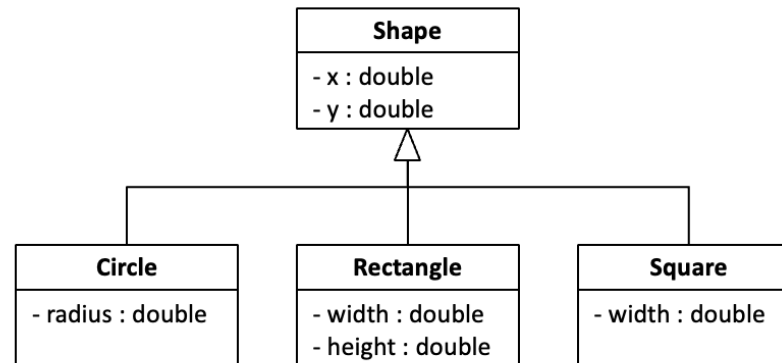 Shape
- x : double
- y : double
Circle
- radius : double
Rectangle
- width : double
- height : double
Square
- width : double